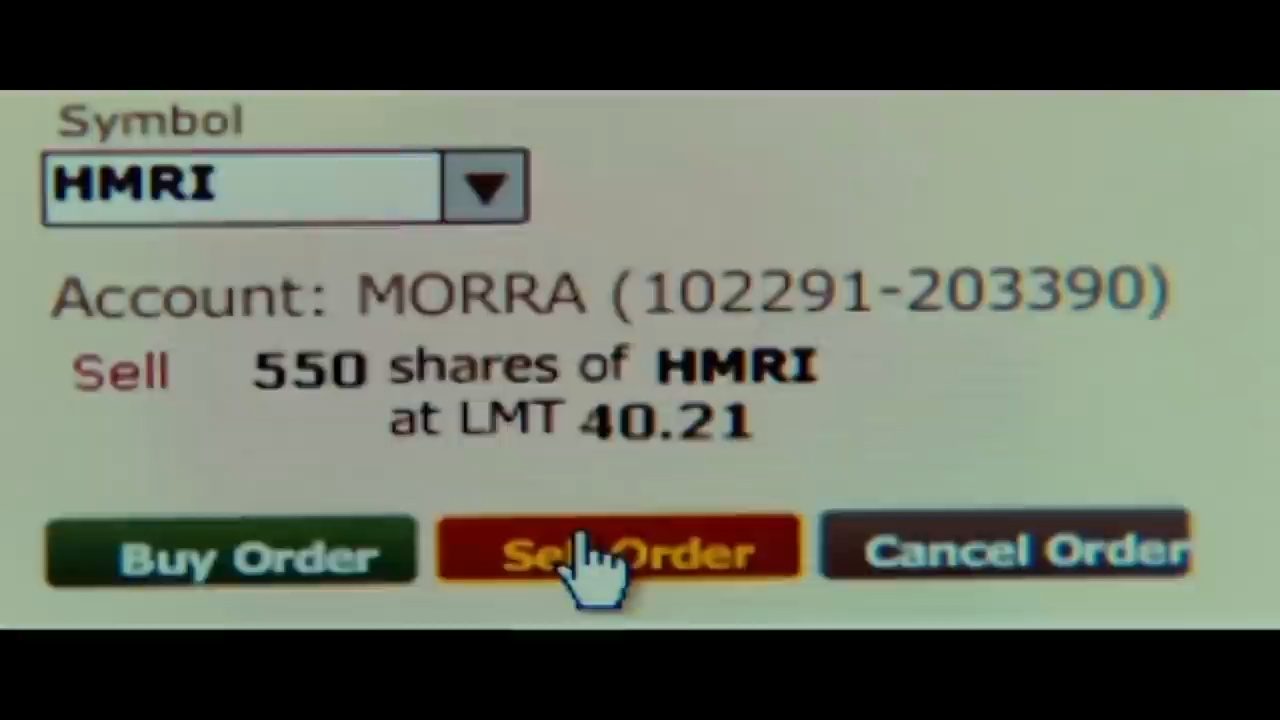 Symbol
HMRI
Account: MORRA (102291-203390)
Sell 550 shares of HMRI
at LMT 40.21
Buy Order Sell Order Cancel Order